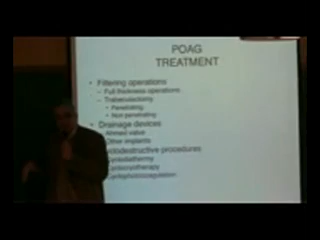 POAG
TREATMENT
Filtering operations
Full thickness operations
Trabeculectomy
Penetrating
Not penetrating
Drainage devices
Ahmed valve
Other implants
procedures